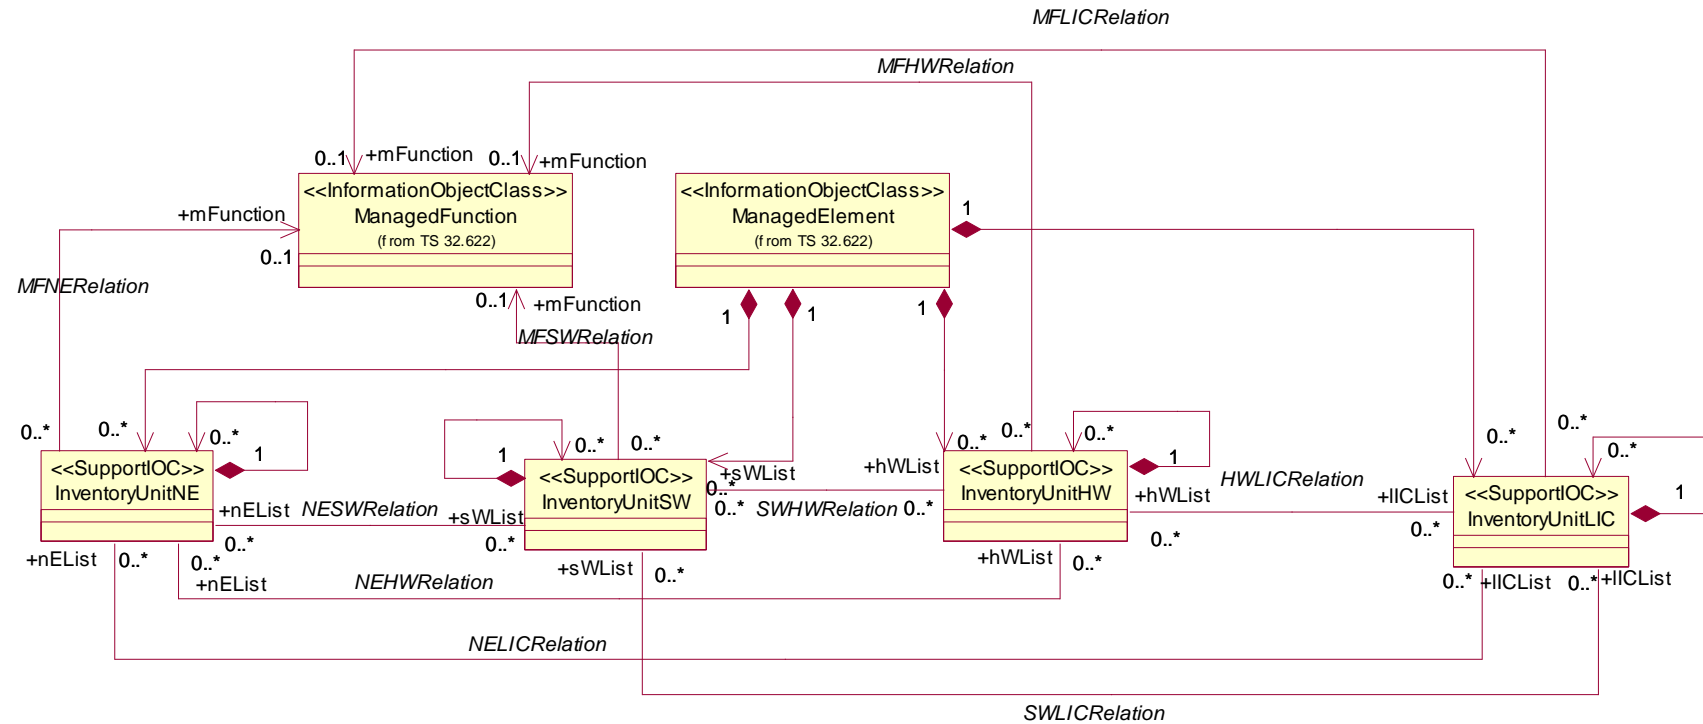 MFLICRelation
MFHWRelation
0..1
+mFunction
0..1
+mFunction
<<InformationObjectClass>>
ManagedFunction
(from TS 32.622)
<<InformationObjectClass>>
ManagedElement
(from TS 32.622)
+mFunction
0..1
1
MFNERelation
0..1
+mFunction
1
1
1
MFSWRelation
0..*
0..*
0..*
1
<<SupportIOC>>
InventoryUnitNE
0..*
0..*
1
<<SupportIOC>>
InventoryUnitSW
+sWList
0..*
0..*
+hWList
0..*
0..*
0..*
1
<<SupportIOC>>
InventoryUnitHW
SWHWRelation
0..*
0..*
0..*
0..*
1
<<SupportIOC>>
InventoryUnitLIC
+hWList
HWLICRelation
+lICList
0..*
0..*
+nEList
NESWRelation
+sWList
0..*
0..*
+nEList
0..*
0..*
+nEList
NEHWRelation
+sWList
0..*
+hWList
0..*
0..*
+lICList
0..*
+lICList
NELICRelation
SWLICRelation